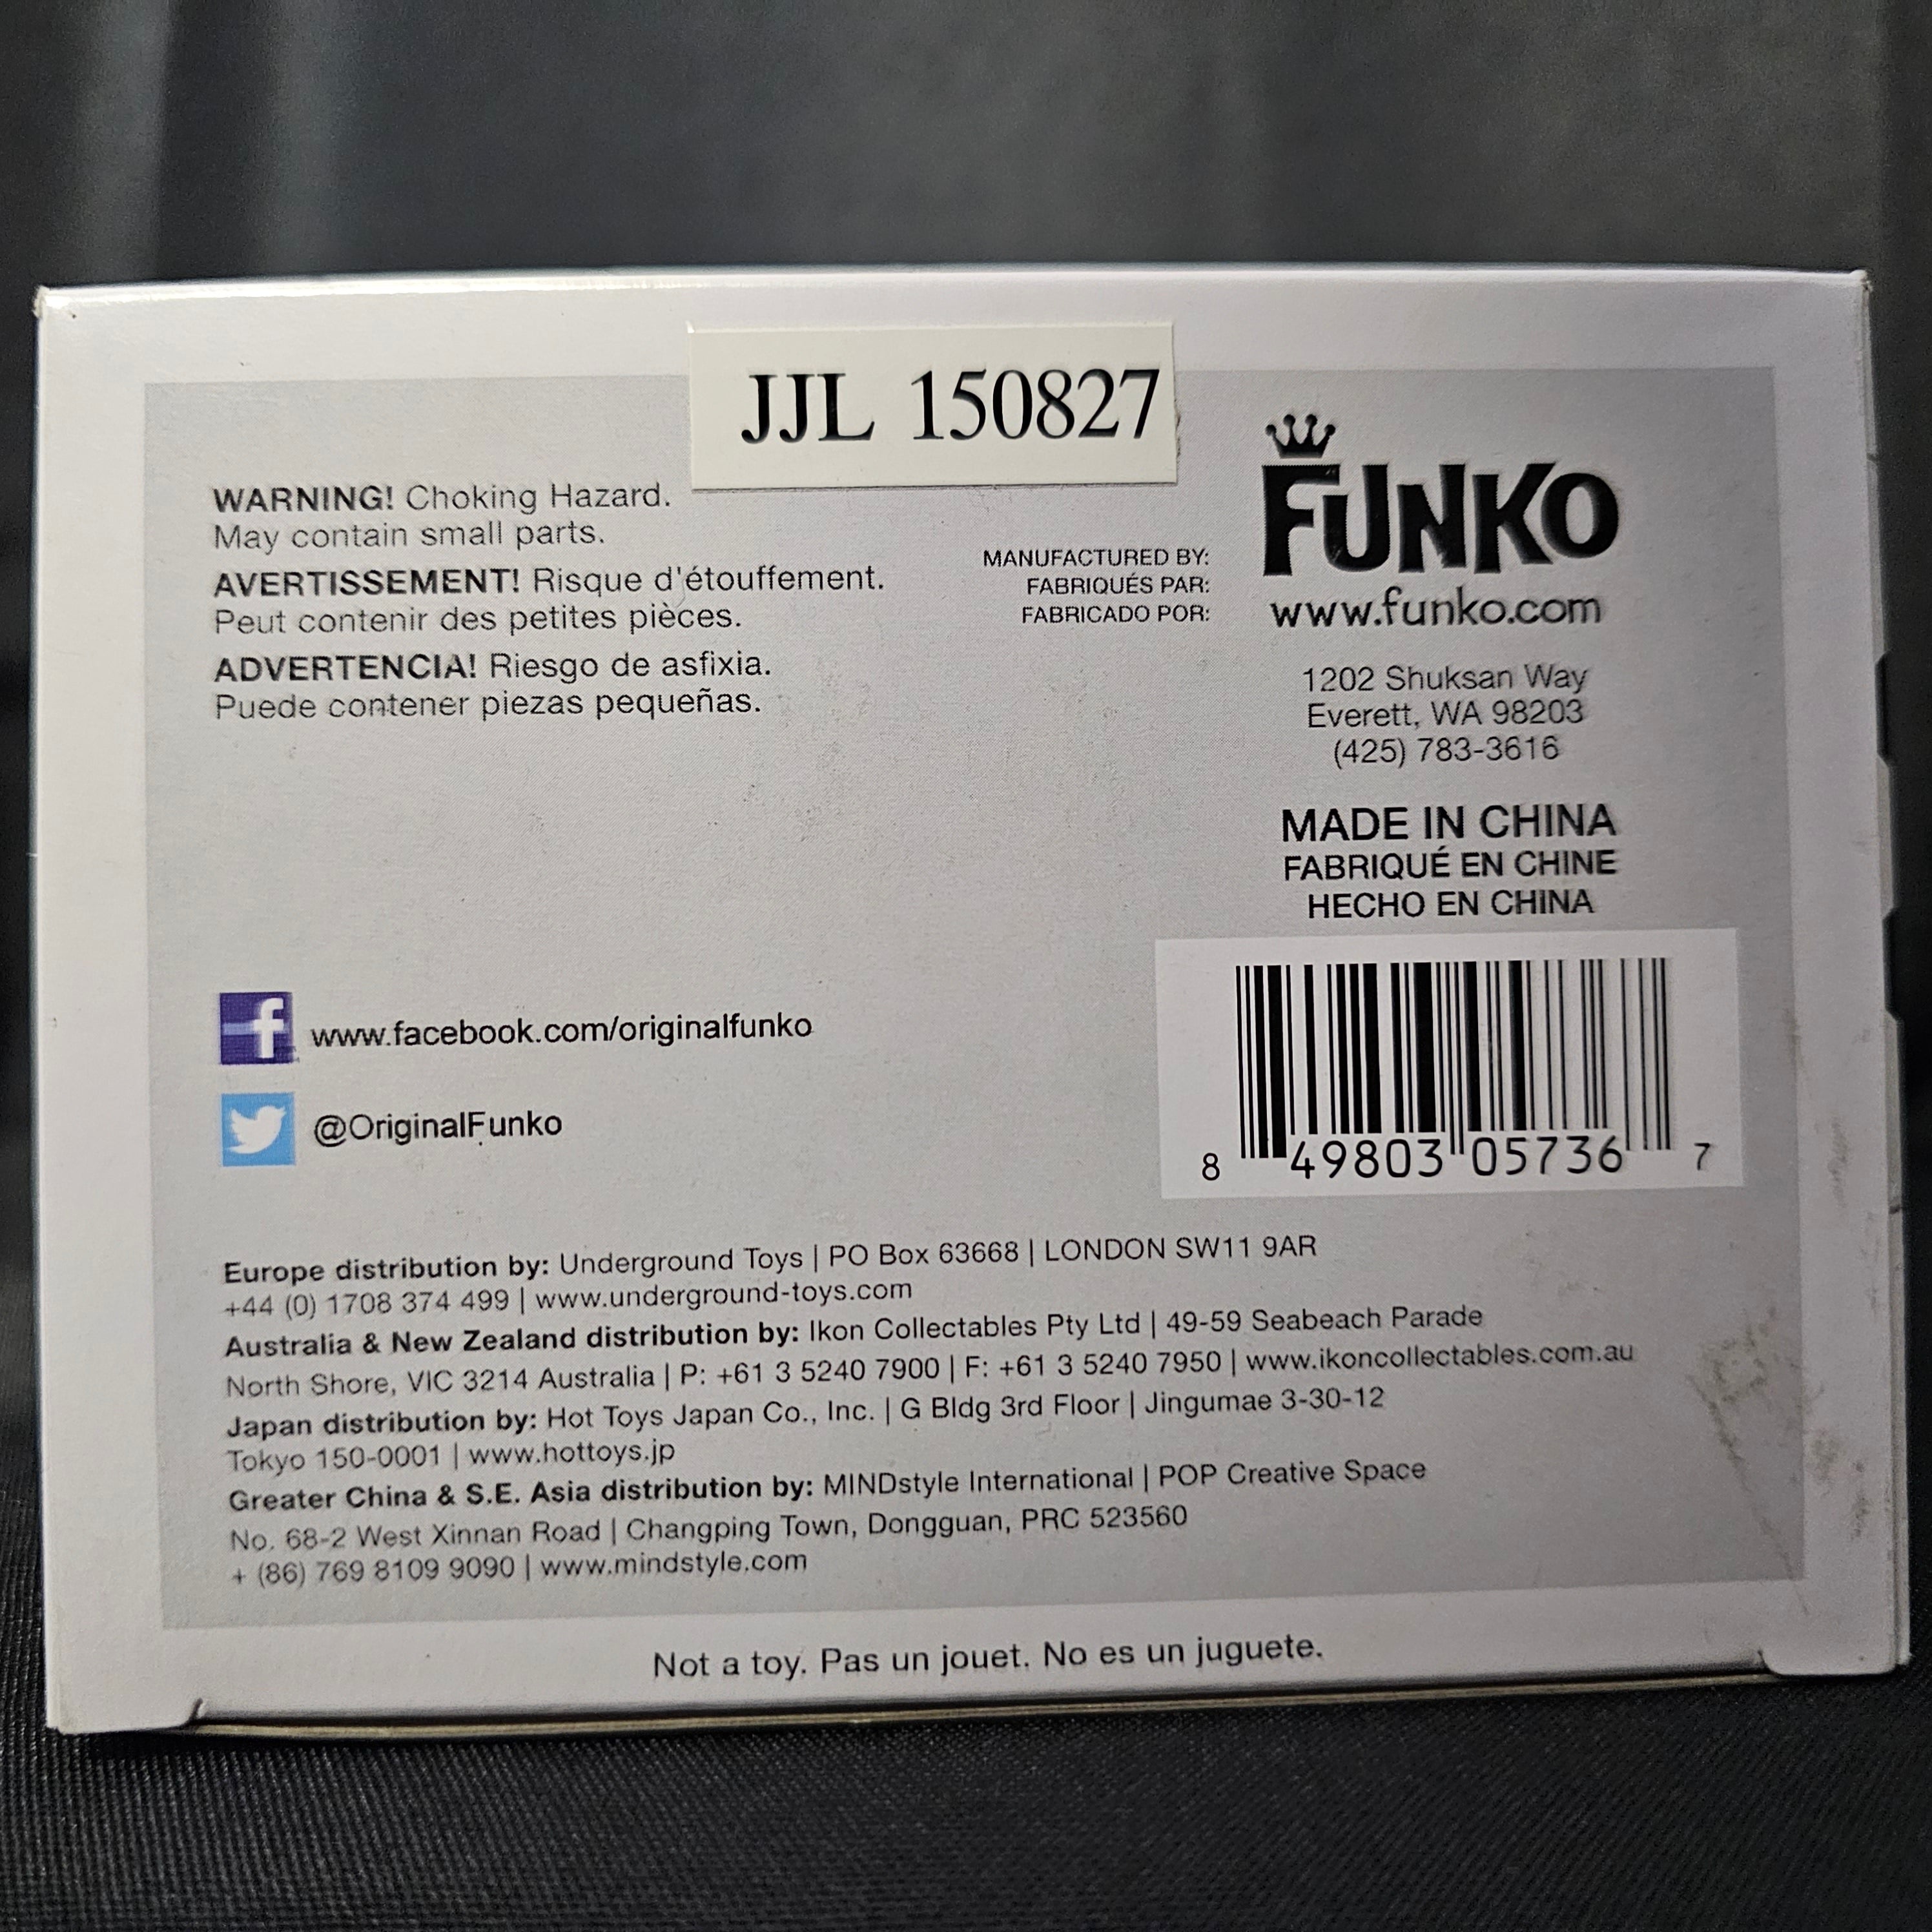 JJL 150827
WARNING! Choking Hazard.
May contain small parts.
AVERTISSEMENT! Risque d'étouffement.
Peut contenir des petites pièces.
ADVERTENCIA! Riesgo de asfixia.
Puede contener piezas pequeñas.
MANUFACTURED BY:
FABRIQUÉS PAR:
FABRICADO POR:
FUNKO
www.funko.com
1202 Shuksan Way
Everett, WA 98203
(425) 783-3616
MADE IN CHINA
FABRIQUÉ EN CHINE
HECHO EN CHINA
f www.facebook.com/originalfunko
@OriginalFunko
8 49803 05736 7
Europe distribution by: Underground Toys | PO Box 63668 | LONDON SW11 9AR
+44 (0) 1708 374 499 | www.underground-toys.com
Australia & New Zealand distribution by: Ikon Collectables Pty Ltd | 49-59 Seabeach Parade
North Shore, VIC 3214 Australia | P: +61 3 5240 7900 | F: +61 3 5240 7950 | www.ikoncollectables.com.au
Japan distribution by: Hot Toys Japan Co., Inc. | G Bldg 3rd Floor | Jingumae 3-30-12
Tokyo 150-0001 | www.hottoys.jp
Greater China & S.E. Asia distribution by: MINDstyle International | POP Creative Space
No. 68-2 West Xinnan Road | Changping Town, Dongguan, PRC 523560
+ (86) 769 8109 9090 | www.mindstyle.com
Not a toy. Pas un jouet. No es un juguete.